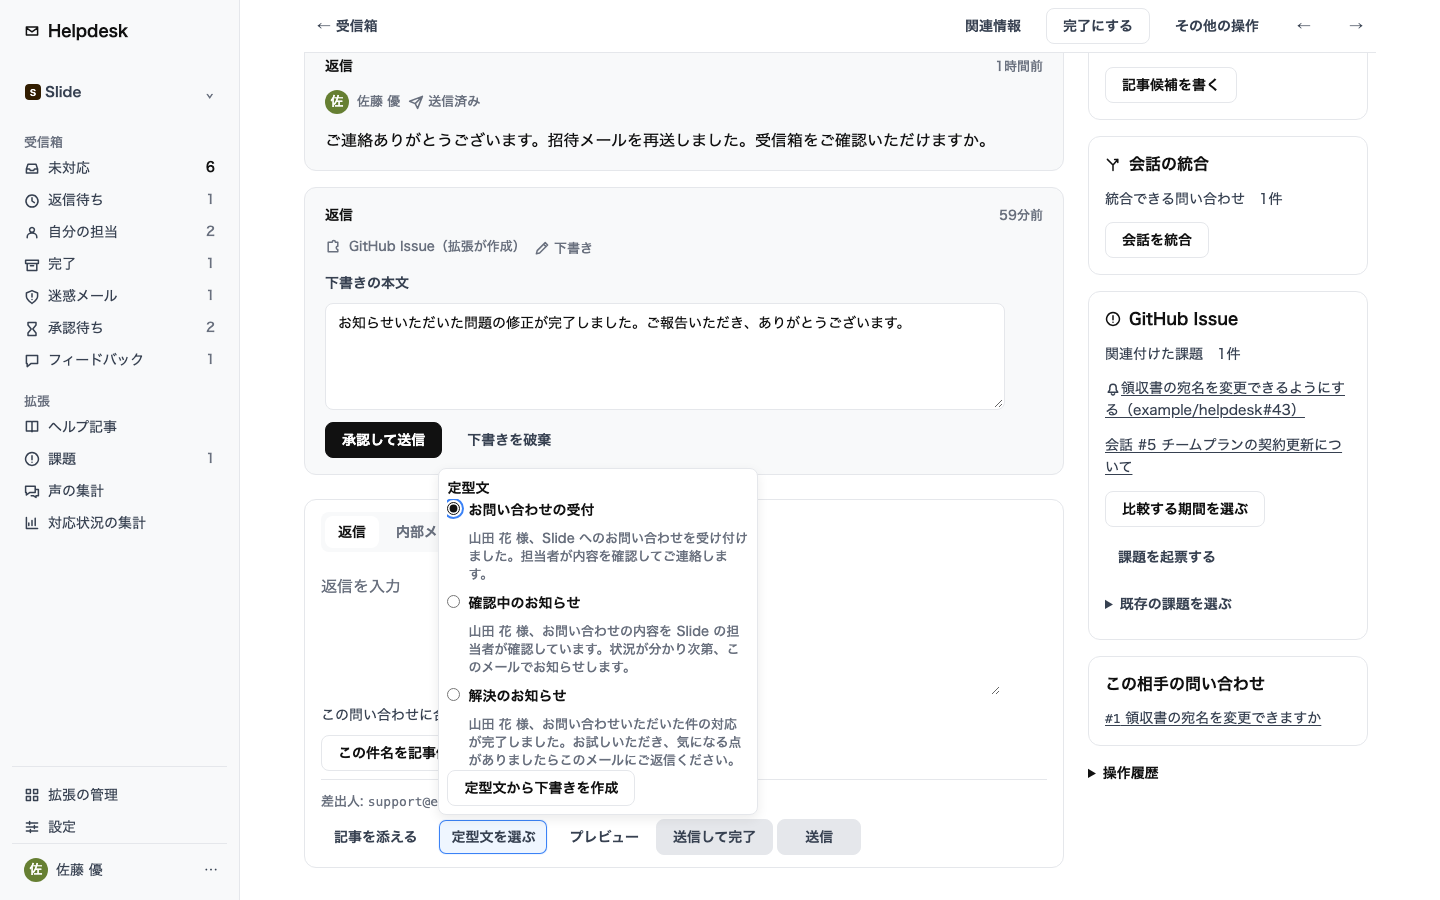 Helpdesk
S Slide
受信箱
未対応 6
返信待ち 1
自分の担当 2
完了 1
迷惑メール 1
承認待ち 2
フィードバック 1
拡張
ヘルプ記事
課題 1
声の集計
対応状況の集計
拡張の管理
設定
佐 佐藤 優 …
← 受信箱
関連情報 完了にする その他の操作 ← →
返信 1時間前
佐 佐藤 優 送信済み
ご連絡ありがとうございます。招待メールを再送しました。受信箱をご確認いただけますか。
返信 59分前
GitHub Issue（拡張が作成） 下書き
下書きの本文
お知らせいただいた問題の修正が完了しました。ご報告いただき、ありがとうございます。
承認して送信 下書きを破棄
返信 内部メ
返信を入力
この問い合わせに
この件名を記事
差出人: support@e
定型文
お問い合わせの受付
山田 花 様、Slide へのお問い合わせを受け付け
ました。担当者が内容を確認してご連絡しま
す。
確認中のお知らせ
山田 花 様、お問い合わせの内容を Slide の担
当者が確認しています。状況が分かり次第、こ
のメールでお知らせします。
解決のお知らせ
山田 花 様、お問い合わせいただいた件の対応
が完了しました。お試しいただき、気になる点
がありましたらこのメールにご返信ください。
定型文から下書きを作成
記事を添える 定型文を選ぶ プレビュー 送信して完了 送信
記事候補を書く
会話の統合
統合できる問い合わせ 1件
会話を統合
GitHub Issue
関連付けた課題 1件
領収書の宛名を変更できるようにす
る（example/helpdesk#43）
会話 #5 チームプランの契約更新につ
いて
比較する期間を選ぶ
課題を起票する
▶ 既存の課題を選ぶ
この相手の問い合わせ
#1 領収書の宛名を変更できますか
▶ 操作履歴